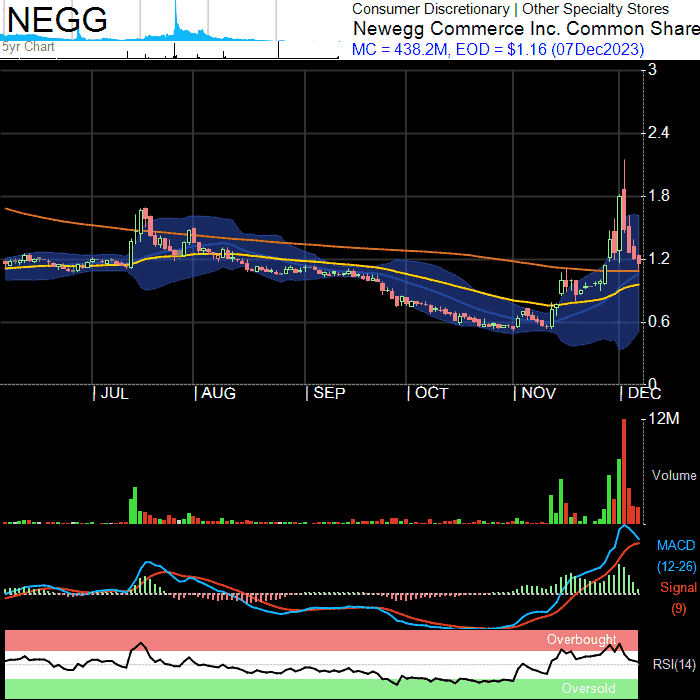 NEGG
5yr Chart
Consumer Discretionary | Other Specialty Stores
Newegg Commerce Inc. Common Share
MC = 438.2M, EOD = $1.16 (07Dec2023)
3
2.4
1.8
1.2
0.6
0
JUL AUG SEP OCT NOV DEC
12M
Volume
MACD
(12-26)
Signal
(9)
Overbought
RSI(14)
Oversold